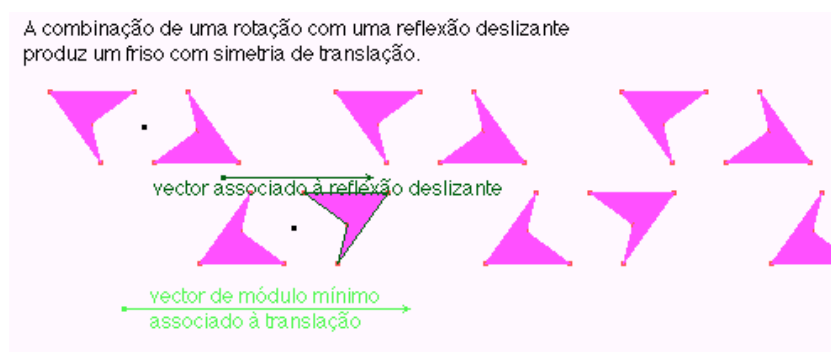 A combinação de uma rotação com uma reflexão deslizante
produz um friso com simetria de translação.
vector associado à reflexão deslizante
vector de módulo mínimo
associado à translação